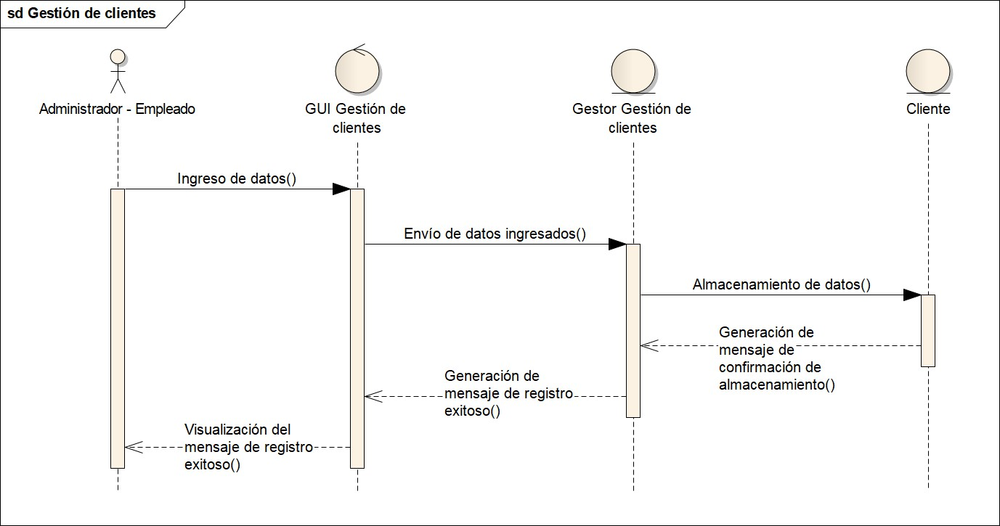 sd Gestión de clientes
Administrador - Empleado
GUI Gestión de
clientes
Gestor Gestión de
clientes
Cliente
Ingreso de datos()
Envío de datos ingresados()
Almacenamiento de datos()
Generación de
mensaje de
confirmación de
almacenamiento()
Generación de
mensaje de registro
exitoso()
Visualización del
mensaje de registro
exitoso()